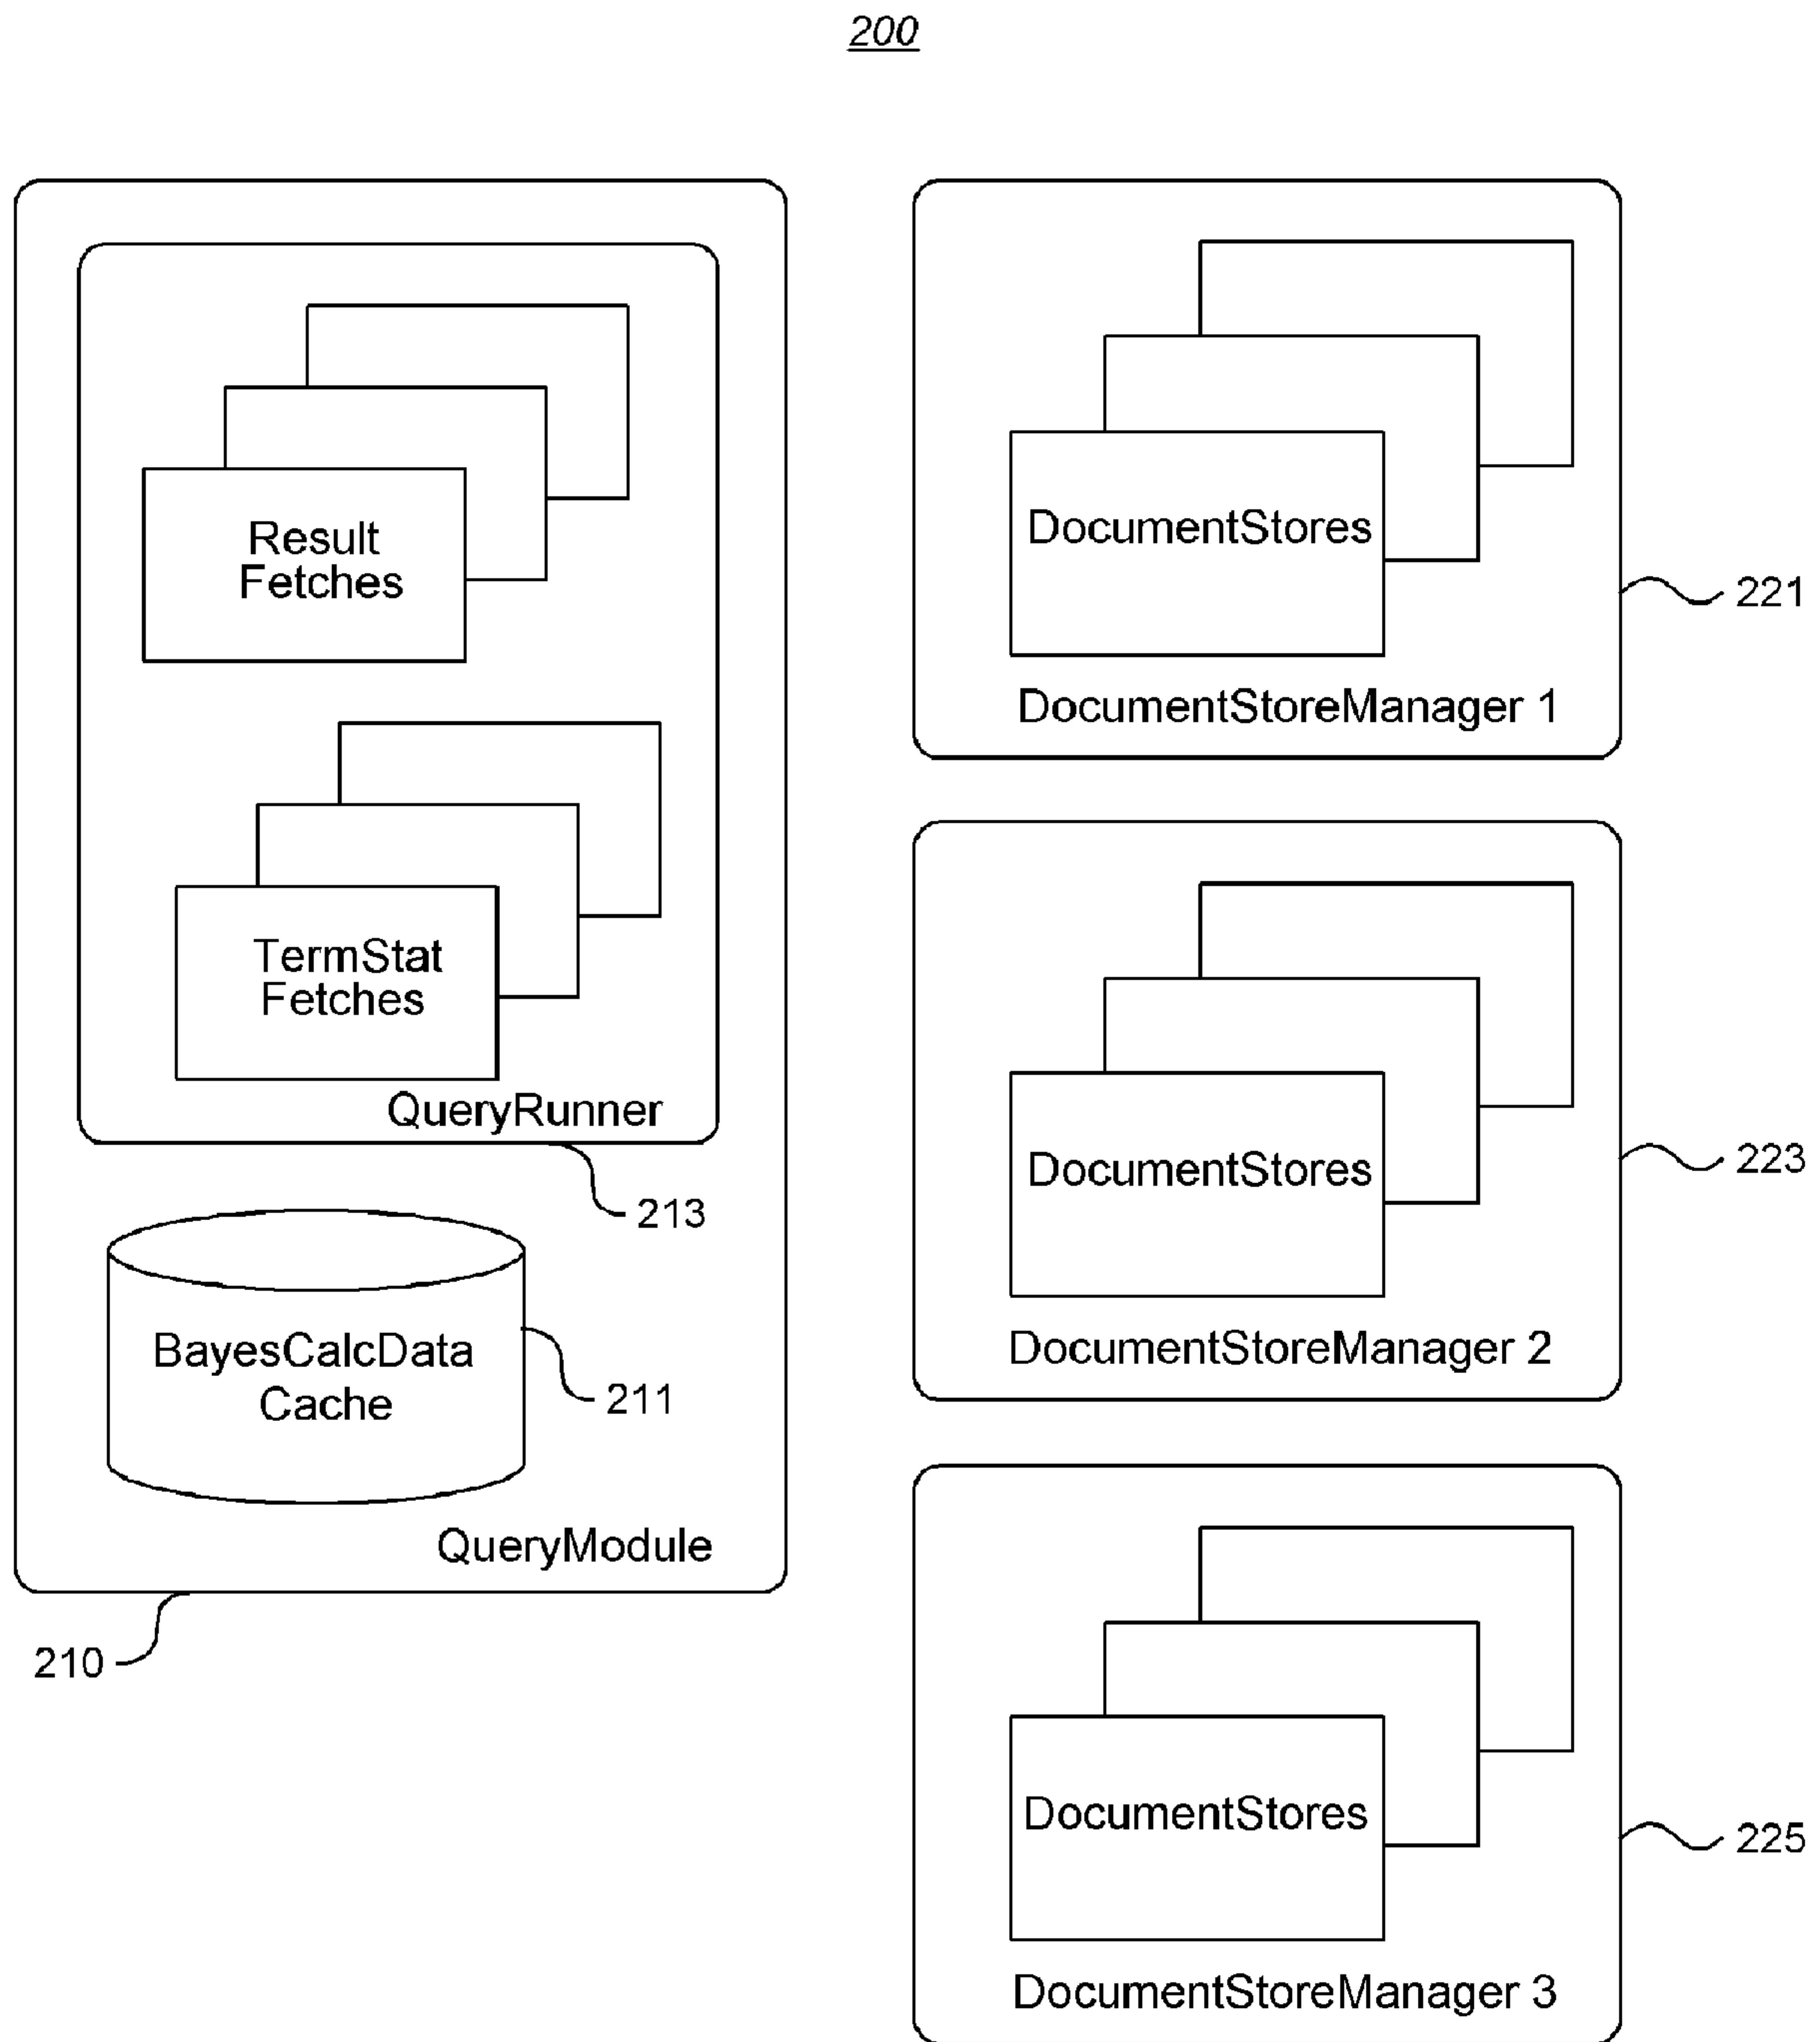 200
Result
Fetches
TermStat
Fetches
QueryRunner
213
BayesCalcData
Cache
211
QueryModule
210
DocumentStores
DocumentStoreManager 1
221
DocumentStores
DocumentStoreManager 2
223
DocumentStores
DocumentStoreManager 3
225